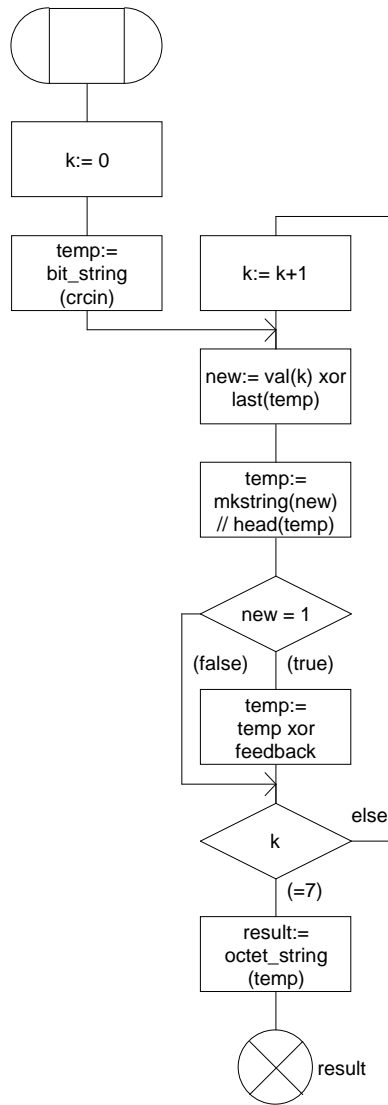 k:= 0
temp:=
bit_string
(crcin)
k:= k+1
new:= val(k) xor
last(temp)
temp:=
mkstring(new)
// head(temp)
new = 1
(false)
(true)
temp:=
temp xor
feedback
else
k
(=7)
result:=
octet_string
(temp)
result